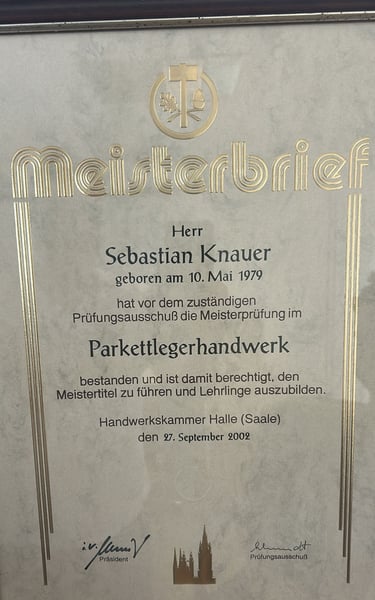 Meisterbrief
Herr
Sebastian Knauer
geboren am 10. Mai 1979
hat vor dem zuständigen
Prüfungsausschuß die Meisterprüfung im
Parkettlegerhandwerk
bestanden und ist damit berechtigt, den
Meistertitel zu führen und Lehrlinge auszubilden.
Handwerkskammer Halle (Saale)
den 27. September 2002
i.V.
Präsident
Prüfungsausschuß